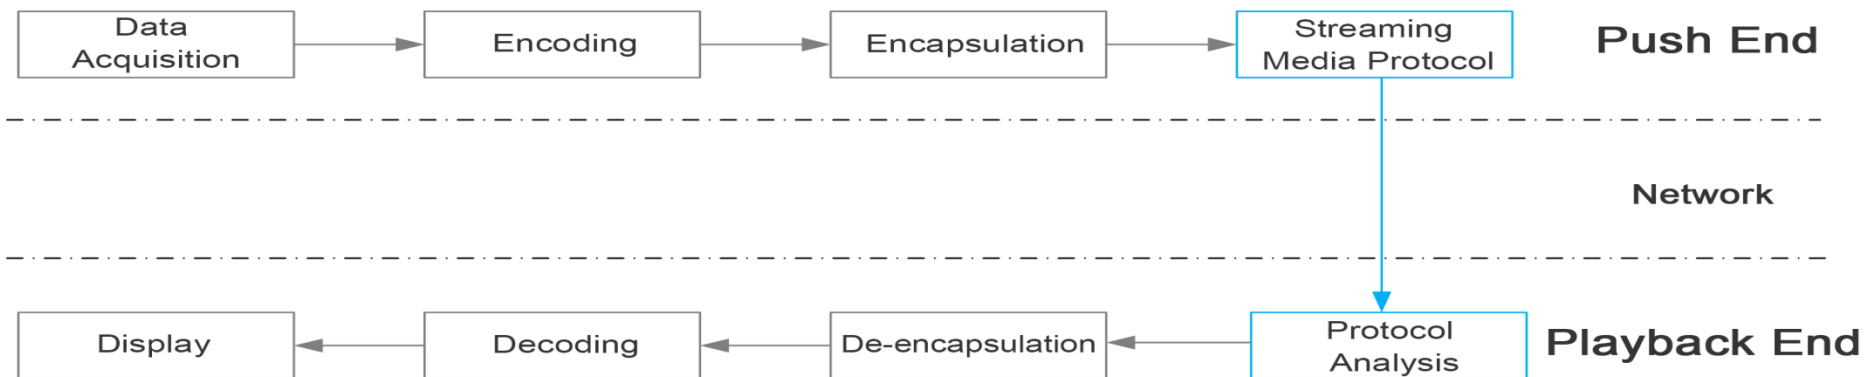 Data
Acquisition
Encoding
Encapsulation
Streaming
Media Protocol
Push End
Network
Display
Decoding
De-encapsulation
Protocol
Analysis
Playback End